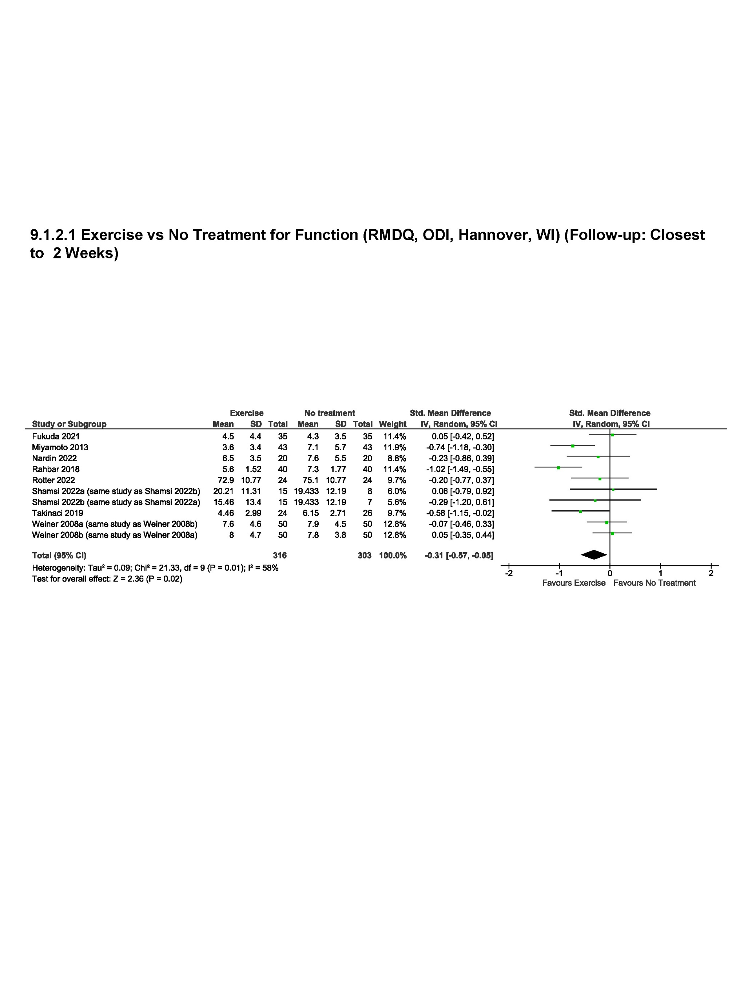 9.1.2.1 Exercise vs No Treatment for Function (RMDQ, ODI, Hannover, WI) (Follow-up: Closest
to  2 Weeks)
Exercise No treatment Std. Mean Difference Std. Mean Difference
Study or Subgroup Mean SD Total Mean SD Total Weight IV, Random, 95% CI IV, Random, 95% CI
Fukuda 2021 4.5 4.4 35 4.3 3.5 35 11.4% 0.05 [-0.42, 0.52]
Miyamoto 2013 3.6 3.4 43 7.1 5.7 43 11.9% -0.74 [-1.18, -0.30]
Nardin 2022 6.5 3.5 20 7.6 5.5 20 8.8% -0.23 [-0.86, 0.39]
Rahbar 2018 5.6 1.52 40 7.3 1.77 40 11.4% -1.02 [-1.49, -0.55]
Rotter 2022 72.9 10.77 24 75.1 10.77 24 9.7% -0.20 [-0.77, 0.37]
Shamsi 2022a (same study as Shamsi 2022b) 20.21 11.31 15 19.433 12.19 8 6.0% 0.06 [-0.79, 0.92]
Shamsi 2022b (same study as Shamsi 2022a) 15.46 13.4 15 19.433 12.19 7 5.6% -0.29 [-1.20, 0.61]
Takinaci 2019 4.46 2.99 24 6.15 2.71 26 9.7% -0.58 [-1.15, -0.02]
Weiner 2008a (same study as Weiner 2008b) 7.6 4.6 50 7.9 4.5 50 12.8% -0.07 [-0.46, 0.33]
Weiner 2008b (same study as Weiner 2008a) 8 4.7 50 7.8 3.8 50 12.8% 0.05 [-0.35, 0.44]
Total (95% CI) 316 303 100.0% -0.31 [-0.57, -0.05]
Heterogeneity: Tau² = 0.09; Chi² = 21.33, df = 9 (P = 0.01); I² = 58%
Test for overall effect: Z = 2.36 (P = 0.02)
-2 -1 0 1 2
Favours Exercise Favours No Treatment